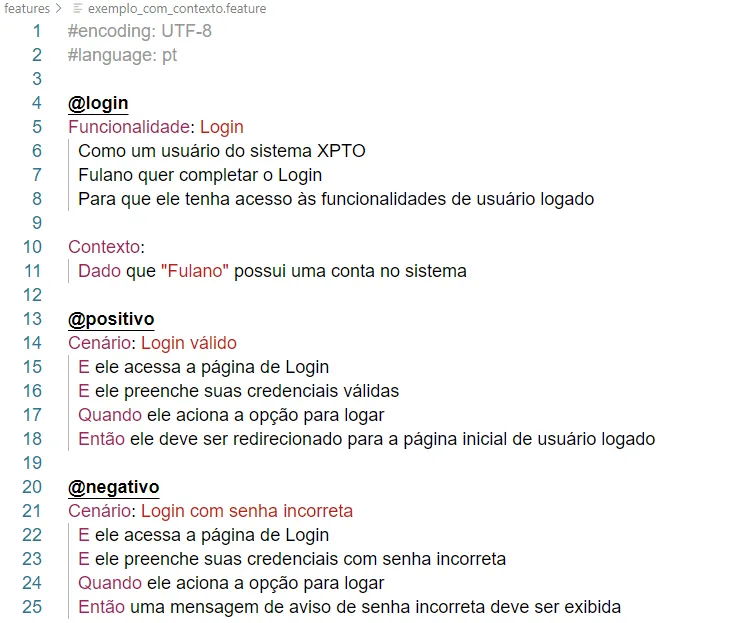 features > exemplo_com_contexto.feature
1 #encoding: UTF-8
2 #language: pt
3
4 @login
5 Funcionalidade: Login
6 Como um usuário do sistema XPTO
7 Fulano quer completar o Login
8 Para que ele tenha acesso às funcionalidades de usuário logado
9
10 Contexto:
11 Dado que "Fulano" possui uma conta no sistema
12
13 @positivo
14 Cenário: Login válido
15 E ele acessa a página de Login
16 E ele preenche suas credenciais válidas
17 Quando ele aciona a opção para logar
18 Então ele deve ser redirecionado para a página inicial de usuário logado
19
20 @negativo
21 Cenário: Login com senha incorreta
22 E ele acessa a página de Login
23 E ele preenche suas credenciais com senha incorreta
24 Quando ele aciona a opção para logar
25 Então uma mensagem de aviso de senha incorreta deve ser exibida